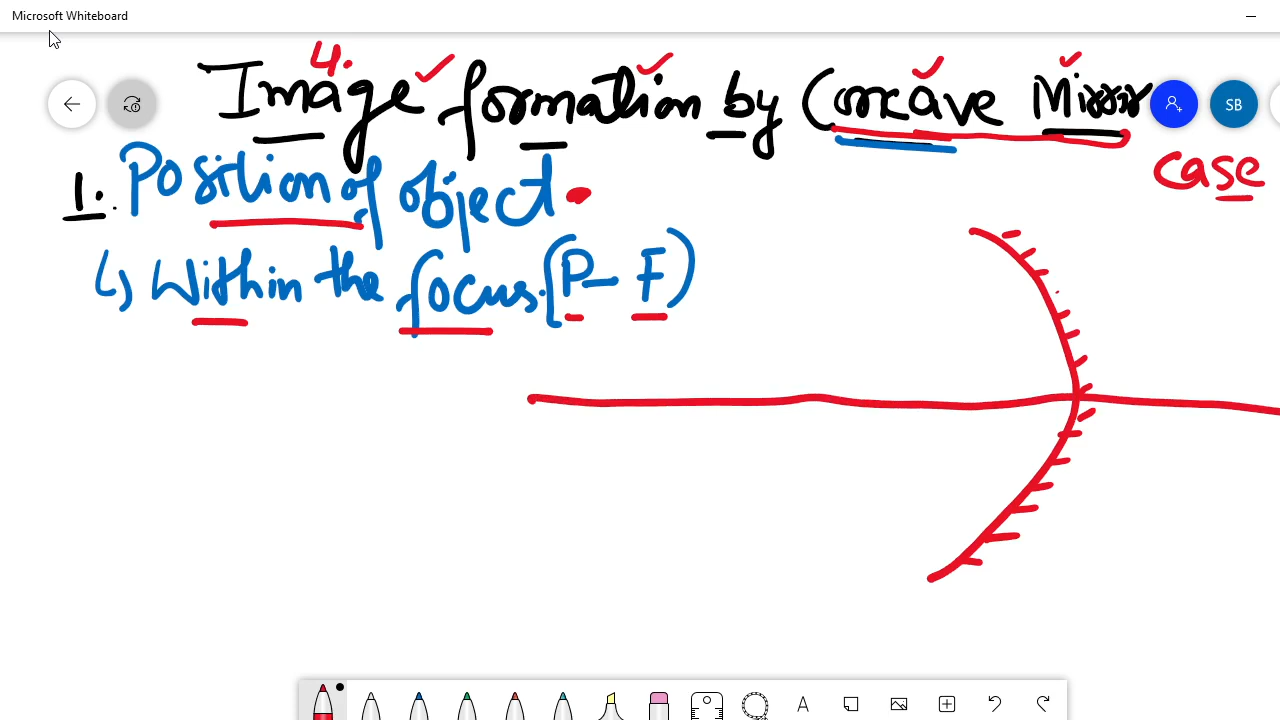 Microsoft Whiteboard
4.
Image formation by Concave Mirror
SB
case
1. Position of object
↳ Within the focus. (P - F)
A